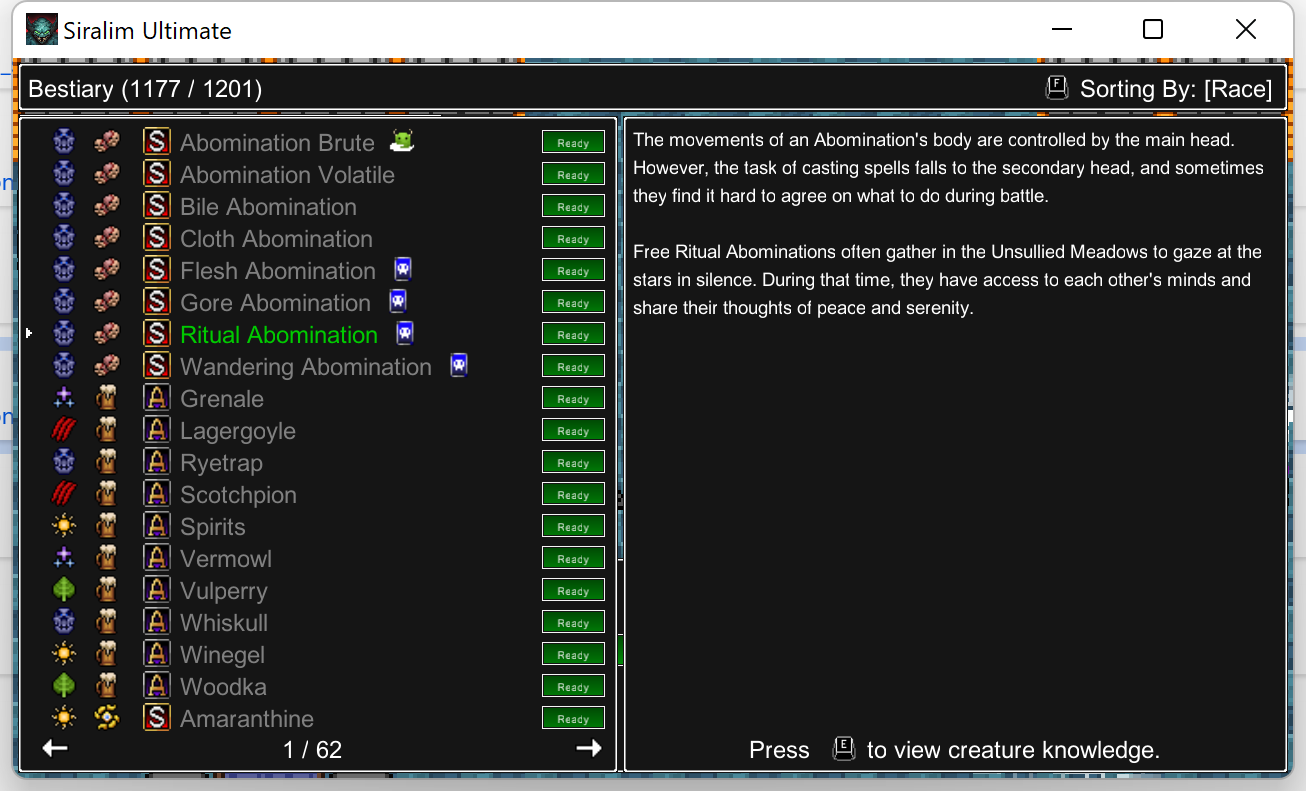 Siralim Ultimate
Bestiary (1177 / 1201)
F Sorting By: [Race]
S Abomination Brute Ready
S Abomination Volatile Ready
S Bile Abomination Ready
S Cloth Abomination Ready
S Flesh Abomination Ready
S Gore Abomination Ready
S Ritual Abomination Ready
S Wandering Abomination Ready
A Grenale Ready
A Lagergoyle Ready
A Ryetrap Ready
A Scotchpion Ready
A Spirits Ready
A Vermowl Ready
A Vulperry Ready
A Whiskull Ready
A Winegel Ready
A Woodka Ready
S Amaranthine Ready
1 / 62
The movements of an Abomination's body are controlled by the main head.
However, the task of casting spells falls to the secondary head, and sometimes
they find it hard to agree on what to do during battle.
Free Ritual Abominations often gather in the Unsullied Meadows to gaze at the
stars in silence. During that time, they have access to each other's minds and
share their thoughts of peace and serenity.
Press E to view creature knowledge.